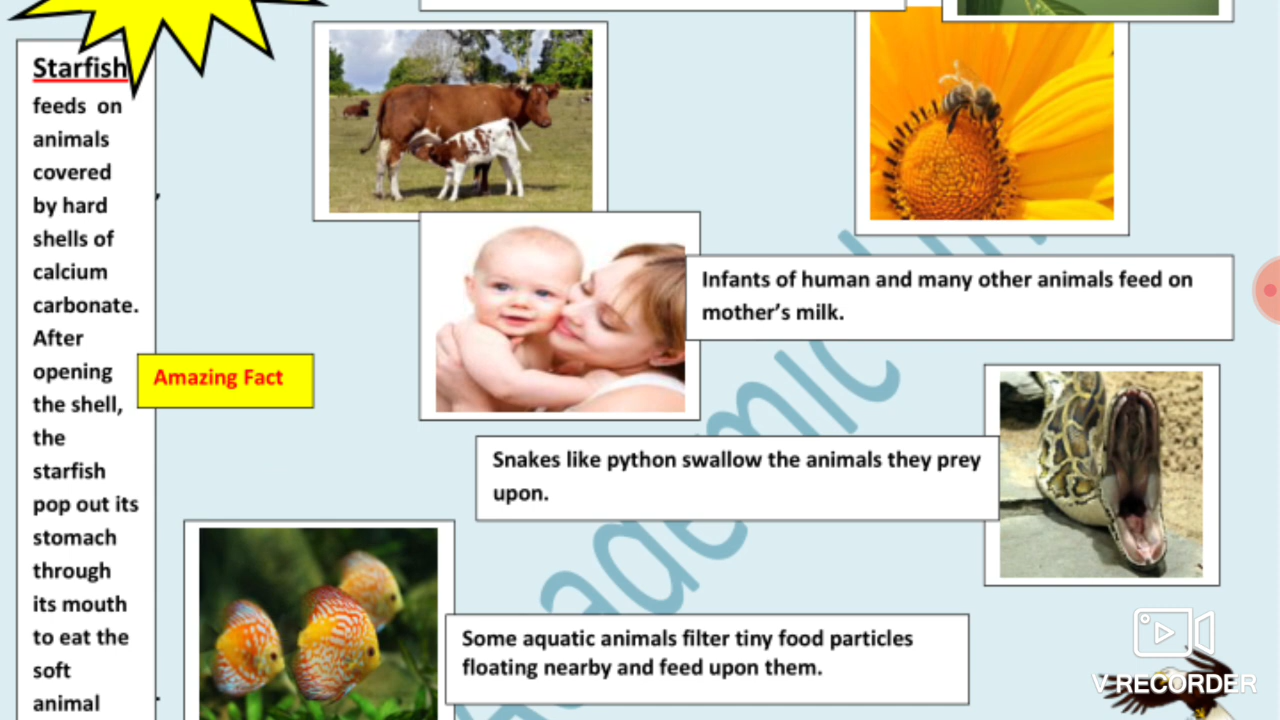 Starfish
feeds on
animals
covered
by hard
shells of
calcium
carbonate.
After
opening
the shell,
the
starfish
pop out its
stomach
through
its mouth
to eat the
soft
animal
Amazing Fact
Infants of human and many other animals feed on
mother's milk.
Snakes like python swallow the animals they prey
upon.
Some aquatic animals filter tiny food particles
floating nearby and feed upon them.
V RECORDER